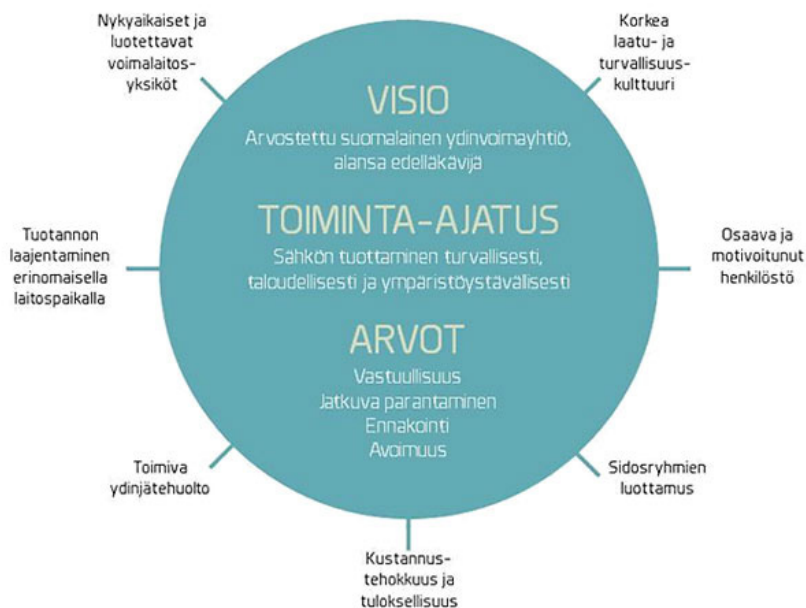 Nykyaikaiset ja
luotettavat
voimalaitos-
yksiköt
Korkea
laatu- ja
turvallisuus-
kulttuuri
VISIO
Arvostettu suomalainen ydinvoimayhtiö,
alansa edelläkävijä
TOIMINTA-AJATUS
Sähkön tuottaminen turvallisesti,
taloudellisesti ja ympäristöystävälisesti
Tuotannon
laajentaminen
erinomaisella
laitospaikalla
Osaava ja
motivoitunut
henkilöstö
ARVOT
Vastuullisuus
Jatkuva parantaminen
Ennakointi
Avoimuus
Toimiva
ydinjätehuolto
Sidosryhmien
luottamus
Kustannus-
tehokkuus ja
tuloksellisuus